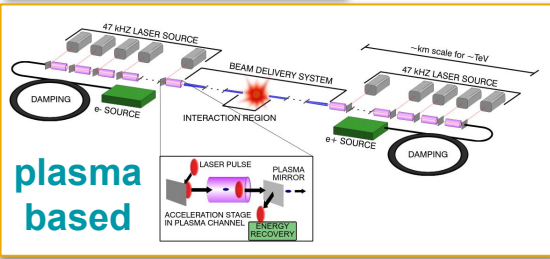 47 kHZ LASER SOURCE
~km scale for ~TeV
47 kHZ LASER SOURCE
BEAM DELIVERY SYSTEM
DAMPING
e- SOURCE
INTERACTION REGION
e+ SOURCE
DAMPING
plasma
based
LASER PULSE
PLASMA
MIRROR
ACCELERATION STAGE
IN PLASMA CHANNEL
ENERGY
RECOVERY